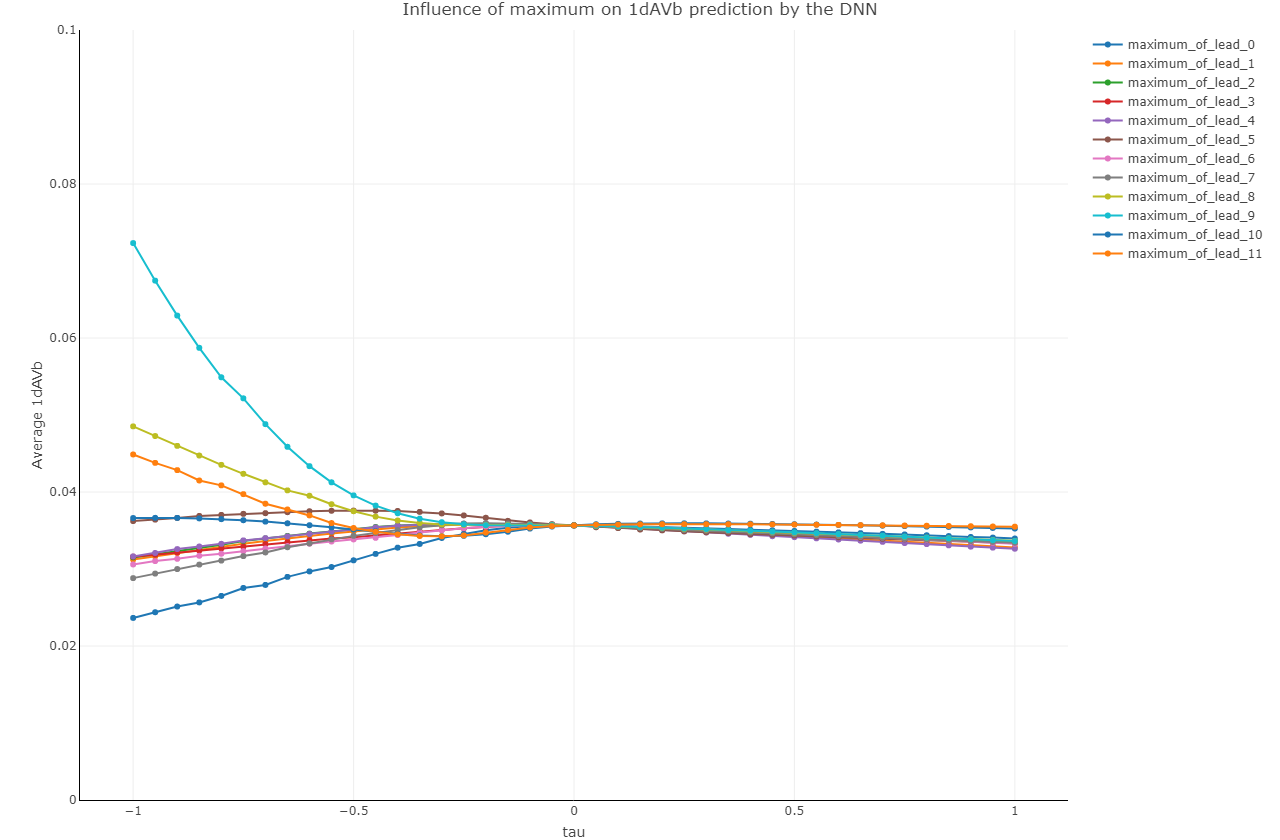 Influence of maximum on 1dAVb prediction by the DNN
0.1
0.08
0.06
0.04
0.02
0
Average 1dAVb
−1
−0.5
0
0.5
1
tau
maximum_of_lead_0
maximum_of_lead_1
maximum_of_lead_2
maximum_of_lead_3
maximum_of_lead_4
maximum_of_lead_5
maximum_of_lead_6
maximum_of_lead_7
maximum_of_lead_8
maximum_of_lead_9
maximum_of_lead_10
maximum_of_lead_11